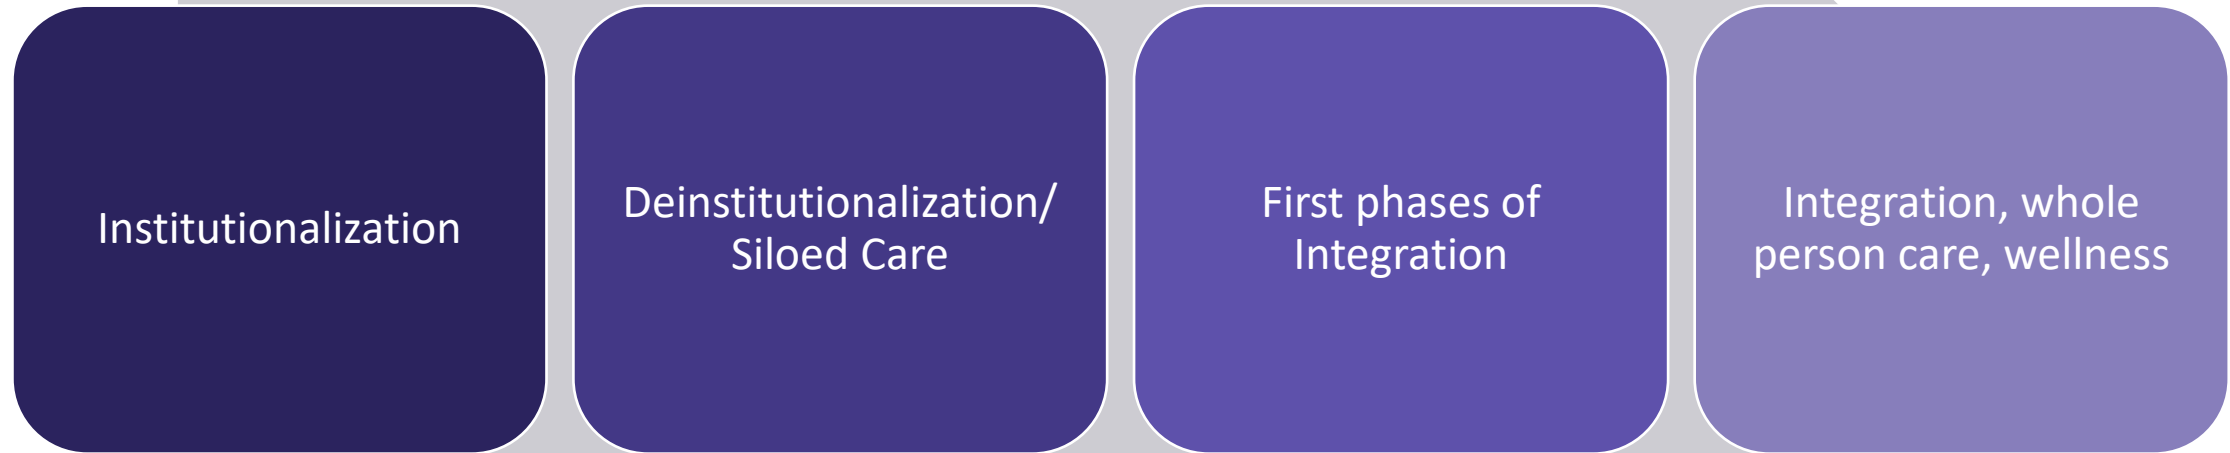 Institutionalization
Deinstitutionalization/
Siloed Care
First phases of
Integration
Integration, whole
person care, wellness